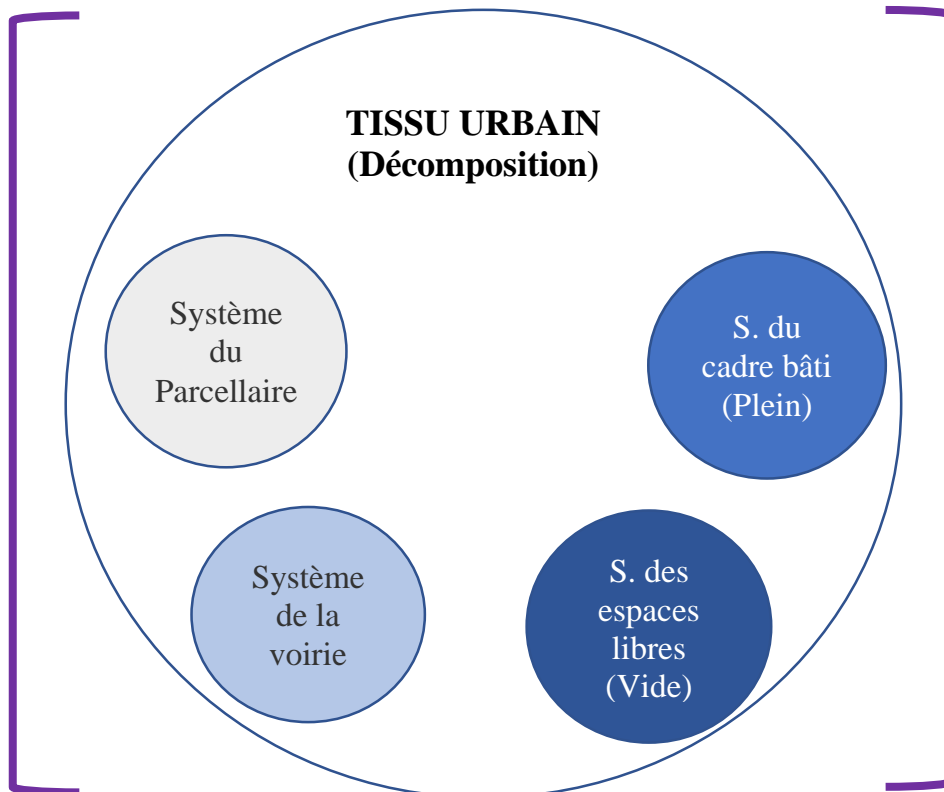 TISSU URBAIN
(Décomposition)
Système
du
Parcellaire
S. du
cadre bâti
(Plein)
Système
de la
voirie
S. des
espaces
libres
(Vide)